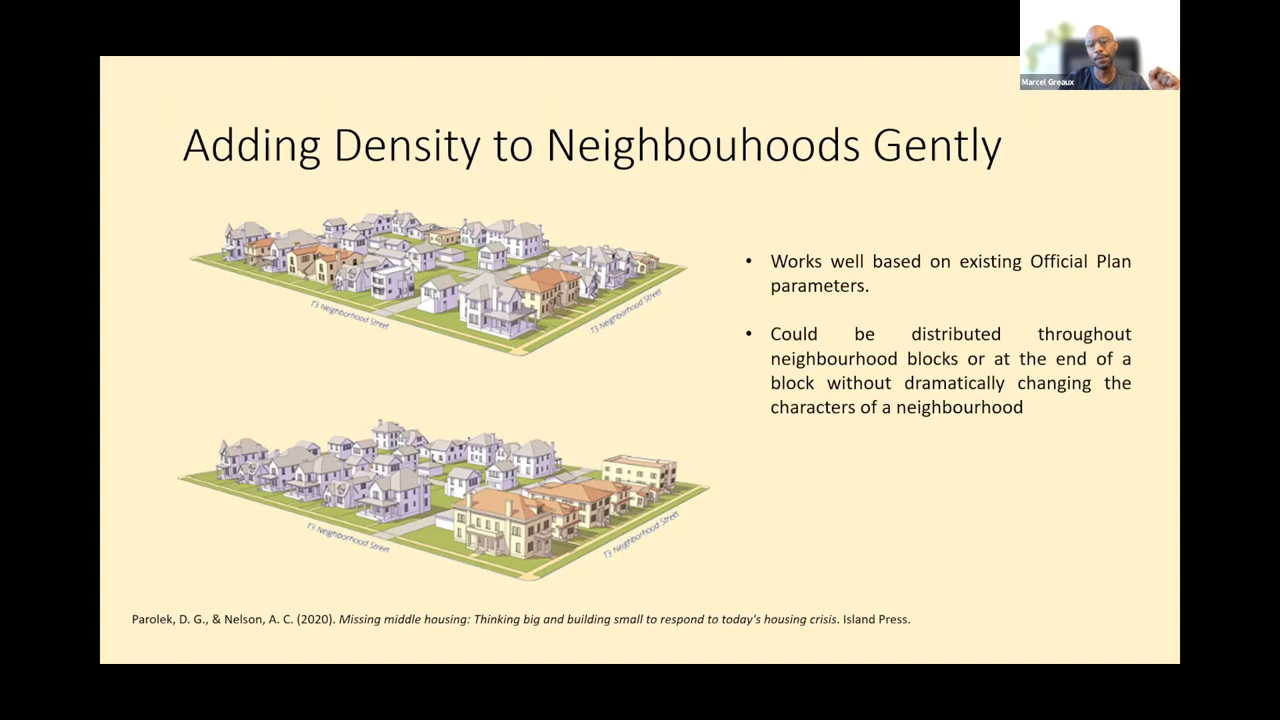 Marcel Greaux
Adding Density to Neighbouhoods Gently
T3 Neighborhood Street
T3 Neighborhood Street
• Works well based on existing Official Plan
parameters.
• Could be distributed throughout
neighbourhood blocks or at the end of a
block without dramatically changing the
characters of a neighbourhood
T3 Neighborhood Street
T3 Neighborhood Street
Parolek, D. G., & Nelson, A. C. (2020). Missing middle housing: Thinking big and building small to respond to today's housing crisis. Island Press.